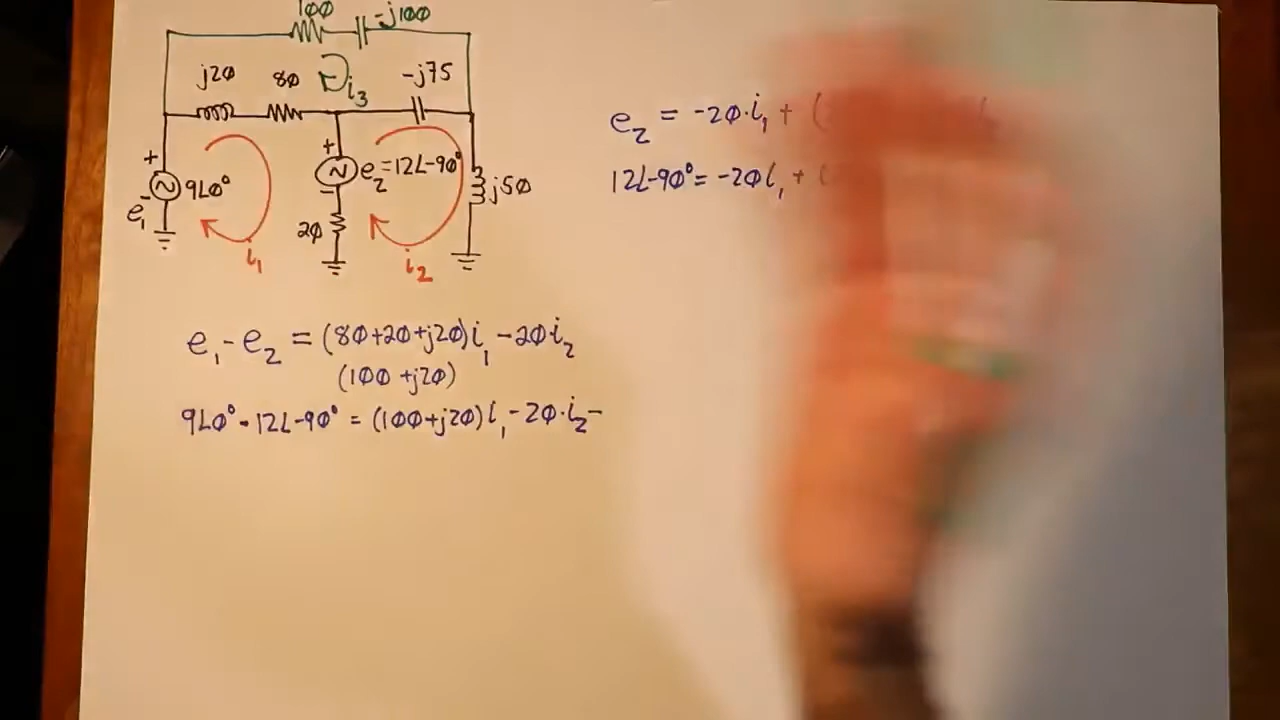 100 -j100
j20 80 i3 -j75
+ + e2=12∠-90° j50
9∠0°
- -
e1 20
i1 i2
e2 = -20·i1 + (
12∠-90° = -20i1 + (
e1 - e2 = (80+20+j20)i1 - 20·i2
(100 +j20)
9∠0° - 12∠-90° = (100+j20)i1 - 20·i2 -